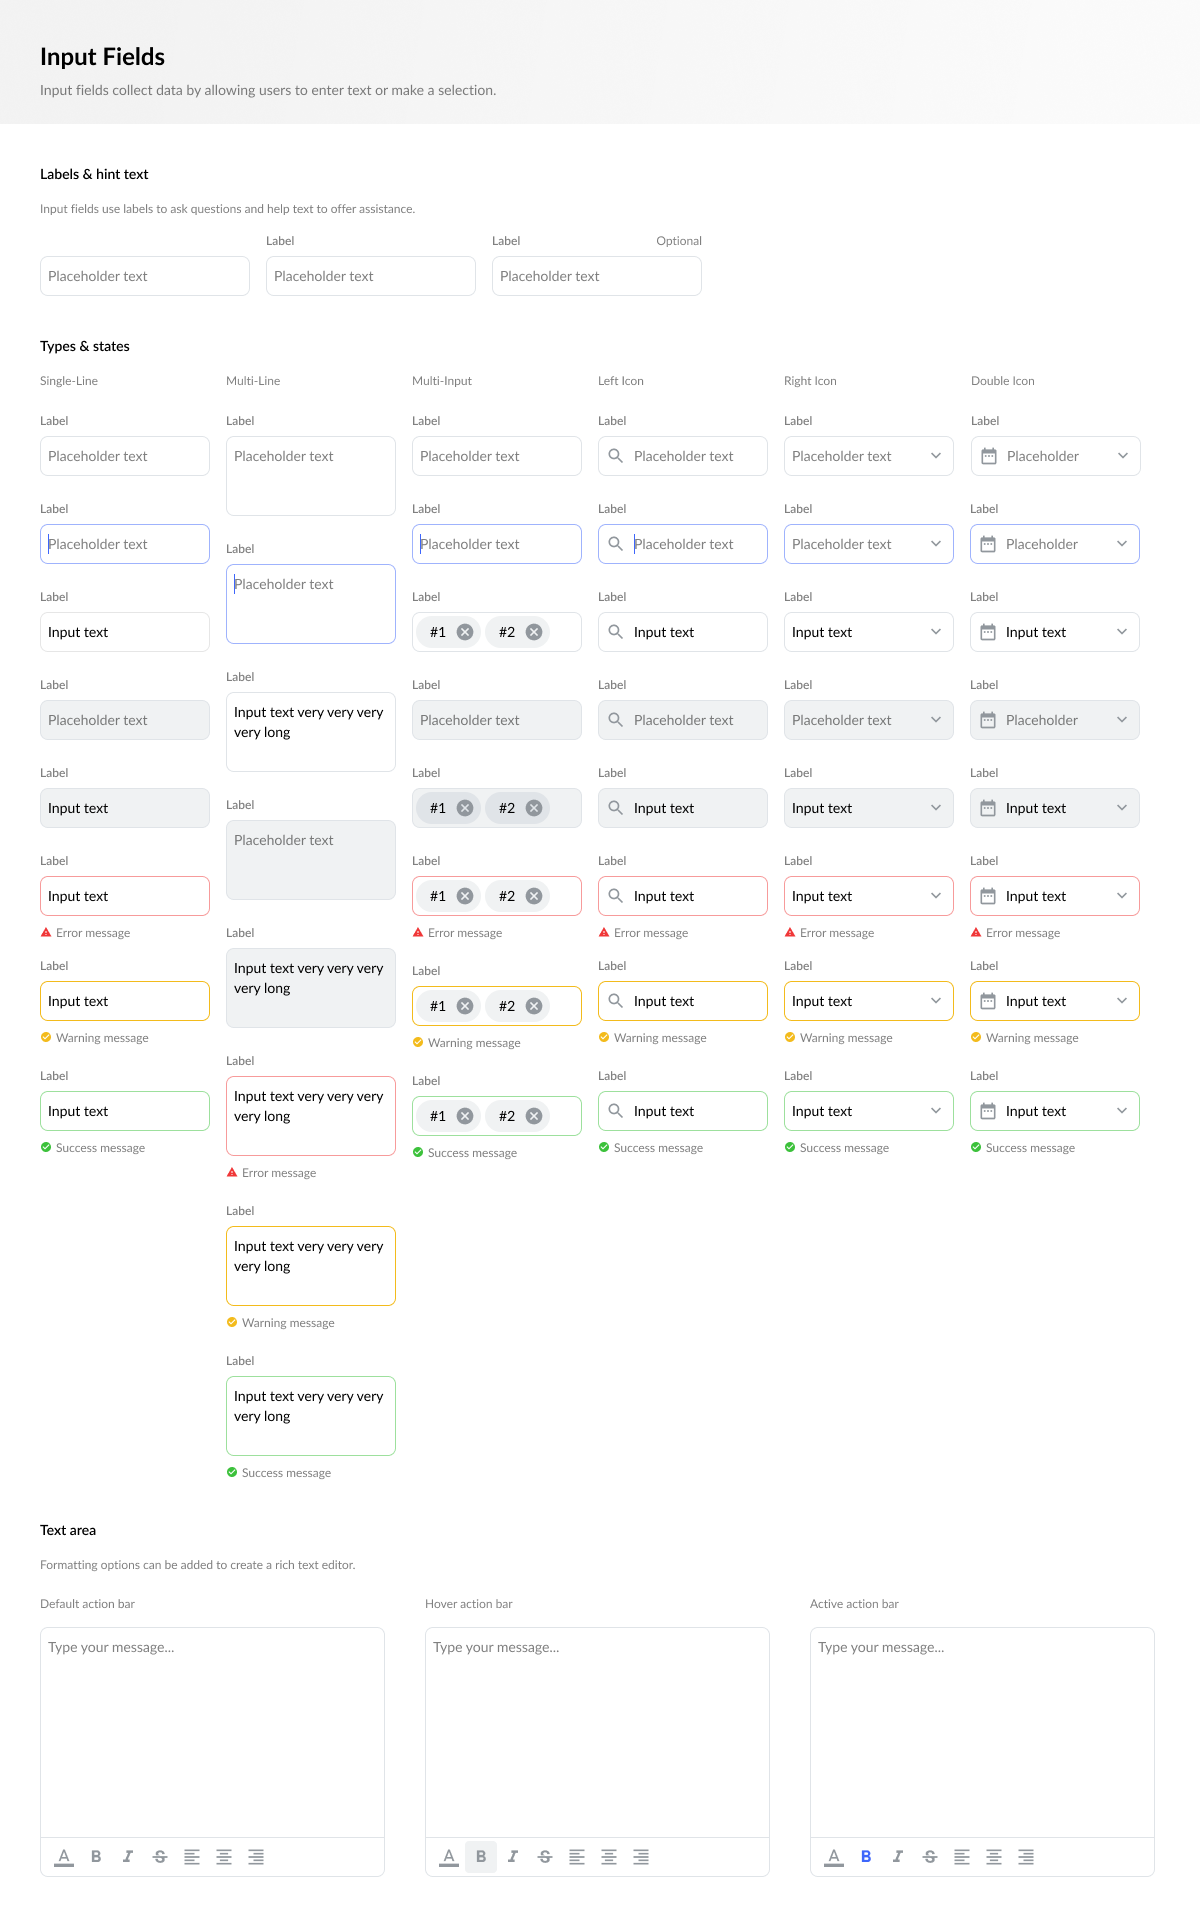 Input Fields
Input fields collect data by allowing users to enter text or make a selection.
Labels & hint text
Input fields use labels to ask questions and help text to offer assistance.
Placeholder text
Label
Placeholder text
Label Optional
Placeholder text
Types & states
Single-Line
Label
Placeholder text
Label
Placeholder text
Label
Input text
Label
Placeholder text
Label
Input text
Label
Input text
Error message
Label
Input text
Warning message
Label
Input text
Success message
Multi-Line
Label
Placeholder text
Label
Placeholder text
Label
Input text very very very
very long
Label
Placeholder text
Label
Input text very very very
very long
Label
Input text very very very
very long
Error message
Label
Input text very very very
very long
Warning message
Label
Input text very very very
very long
Success message
Multi-Input
Label
Placeholder text
Label
Placeholder text
Label
#1 #2
Label
Placeholder text
Label
#1 #2
Label
#1 #2
Error message
Label
#1 #2
Warning message
Label
#1 #2
Success message
Left Icon
Label
Placeholder text
Label
Placeholder text
Label
Input text
Label
Placeholder text
Label
Input text
Label
Input text
Error message
Label
Input text
Warning message
Label
Input text
Success message
Right Icon
Label
Placeholder text
Label
Placeholder text
Label
Input text
Label
Placeholder text
Label
Input text
Label
Input text
Error message
Label
Input text
Warning message
Label
Input text
Success message
Double Icon
Label
Placeholder
Label
Placeholder
Label
Input text
Label
Placeholder
Label
Input text
Label
Input text
Error message
Label
Input text
Warning message
Label
Input text
Success message
Text area
Formatting options can be added to create a rich text editor.
Default action bar
Type your message...
A B I S
Hover action bar
Type your message...
A B I S
Active action bar
Type your message...
A B I S